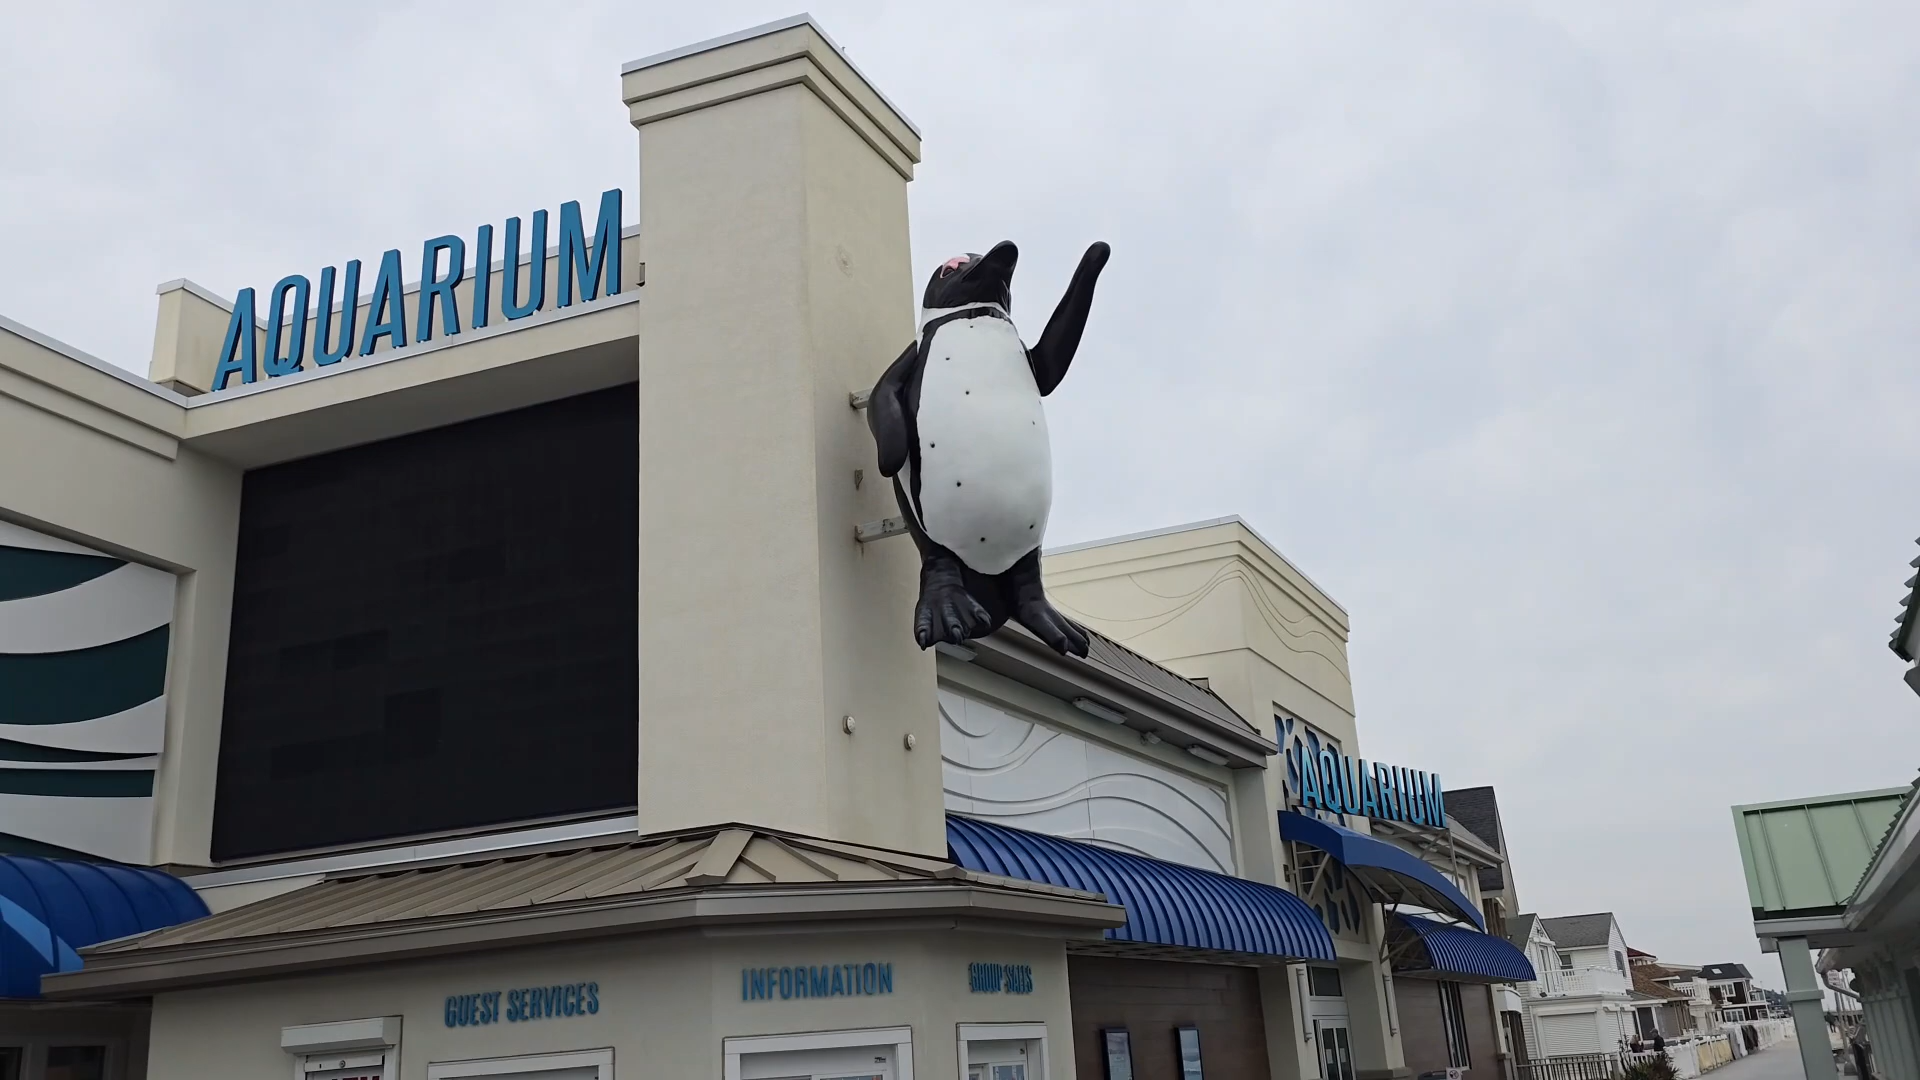 AQUARIUM
AQUARIUM
GUEST SERVICES
INFORMATION
GROUP SALES